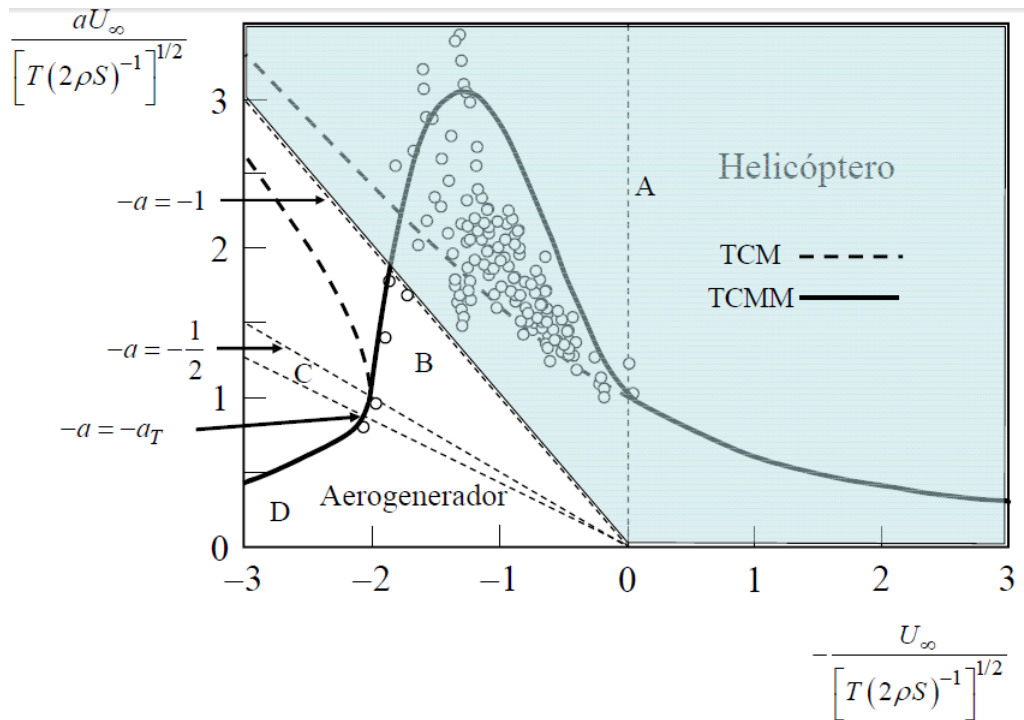 aU∞ / [T(2ρS)⁻¹]^{1/2}
3
2
1
0
−a = −1
−a = −1/2
−a = −a_T
A
B
C
D
Helicóptero
TCM
TCMM
Aerogenerador
−3 −2 −1 0 1 2 3
−U∞ / [T(2ρS)⁻¹]^{1/2}